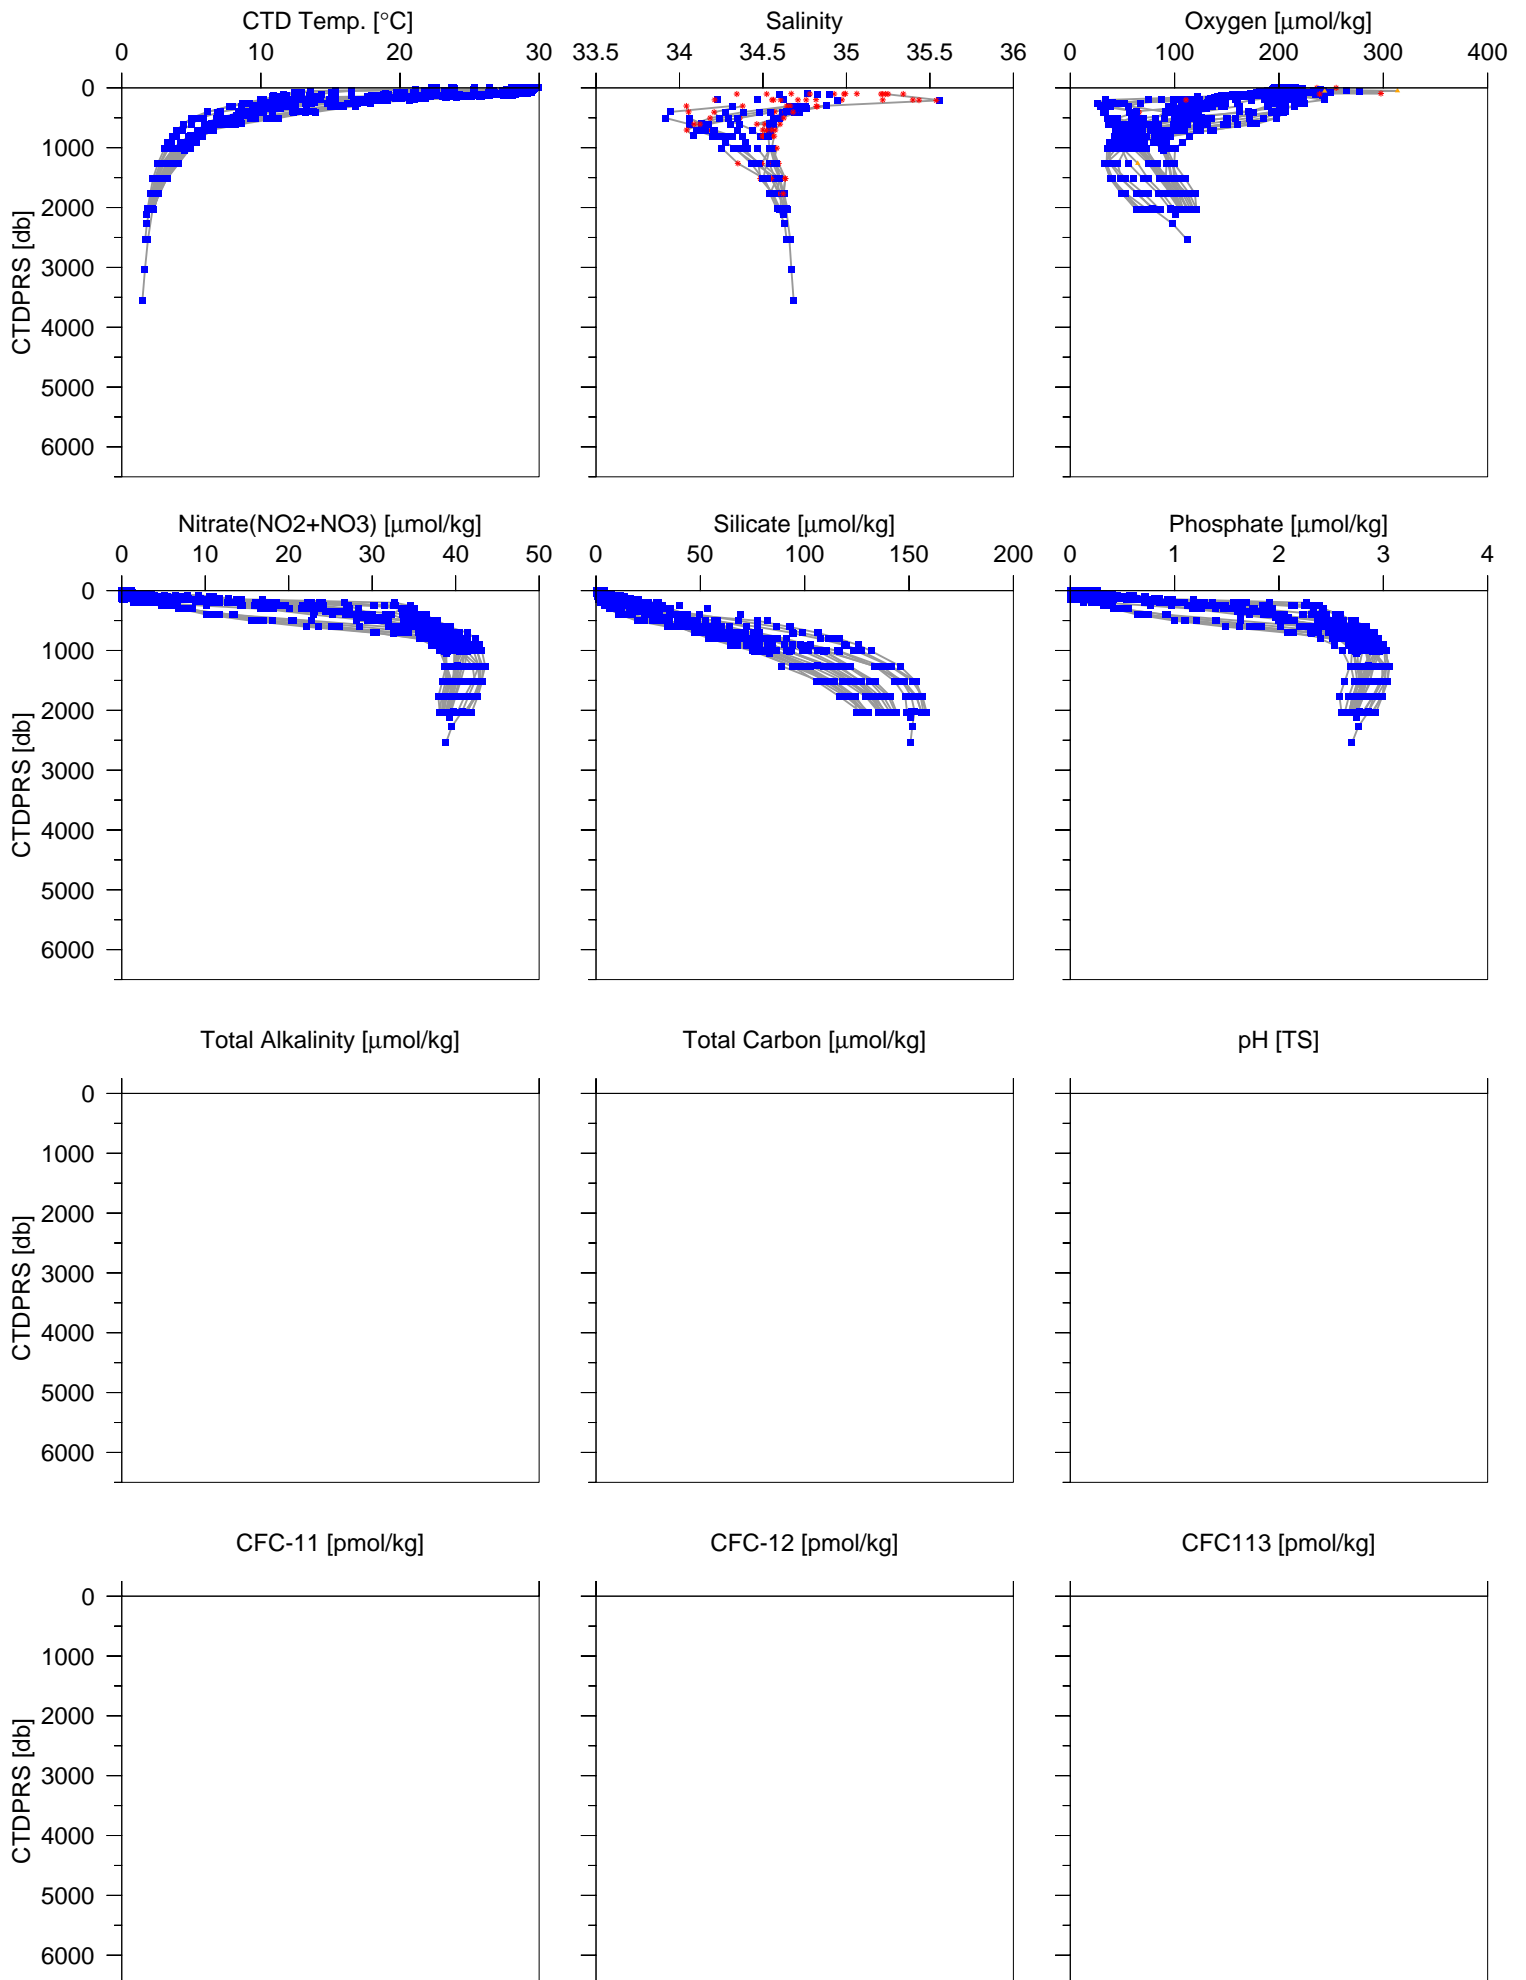 CTD Temp. [°C] Salinity Oxygen [μmol/kg]
0 10 20 30 33.5 34 34.5 35 35.5 36 0 100 200 300 400
0
1000
2000
3000
4000
5000
6000
CTDPRS [db]
Nitrate(NO2+NO3) [μmol/kg] Silicate [μmol/kg] Phosphate [μmol/kg]
0 10 20 30 40 50 0 50 100 150 200 0 1 2 3 4
0
1000
2000
3000
4000
5000
6000
CTDPRS [db]
Total Alkalinity [μmol/kg] Total Carbon [μmol/kg] pH [TS]
0
1000
2000
3000
4000
5000
6000
CTDPRS [db]
CFC-11 [pmol/kg] CFC-12 [pmol/kg] CFC113 [pmol/kg]
0
1000
2000
3000
4000
5000
6000
CTDPRS [db]